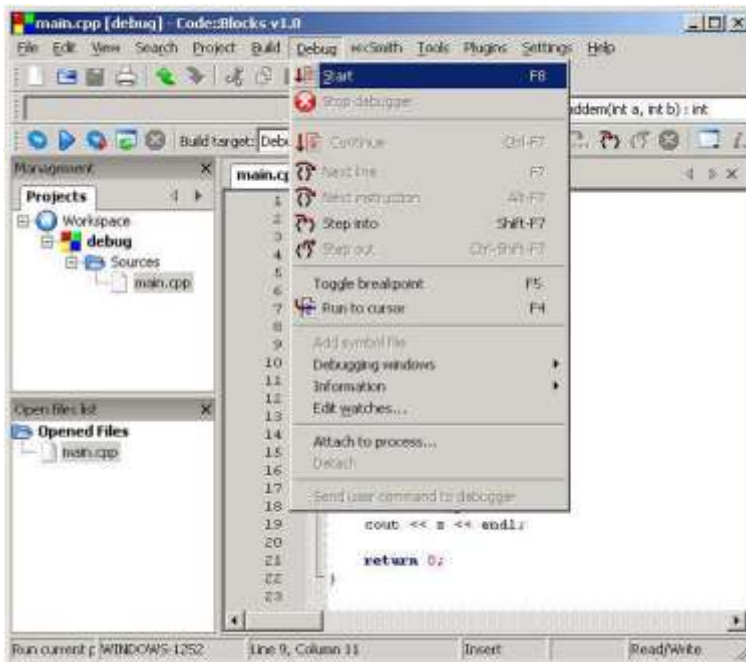 main.cpp [debug] - Code::Blocks v1.0
File Edit View Search Project Build Debug wxSmith Tools Plugins Settings Help
Start F8
Stop debugger
addem(int a, int b) : int
Build target: Debu
Continue Ctrl-F7
Management
main.cp
Next line F7
Projects
Next instruction Alt-F7
Workspace
Step into Shift-F7
debug
Step out Ctrl-Shift-F7
Sources
main.cpp
Toggle breakpoint F5
Run to cursor F4
Add symbol file
Debugging windows
Information
Edit watches...
Open files list
Opened Files
main.cpp
Attach to process...
Detach
Send user command to debugger
1
2
3
4
5
6
7
8
9
10
11
12
13
14
15
16
17
18
19 cout << s << endl;
20
21 return 0;
22 }
23
Run current p WINDOWS-1252 Line 9, Column 11 Insert Read/Write